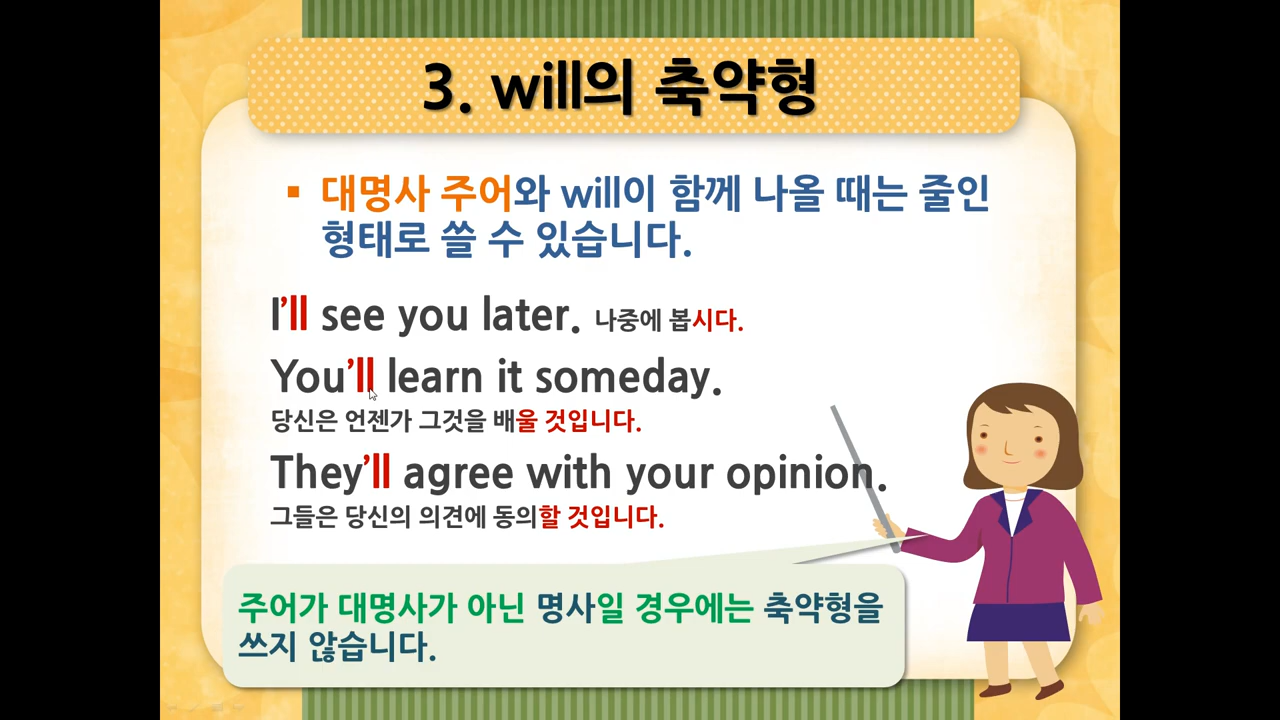 3. will의 축약형
▪ 대명사 주어와 will이 함께 나올 때는 줄인
형태로 쓸 수 있습니다.
I’ll see you later. 나중에 봅시다.
You’ll learn it someday.
당신은 언젠가 그것을 배울 것입니다.
They’ll agree with your opinion.
그들은 당신의 의견에 동의할 것입니다.
주어가 대명사가 아닌 명사일 경우에는 축약형을
쓰지 않습니다.